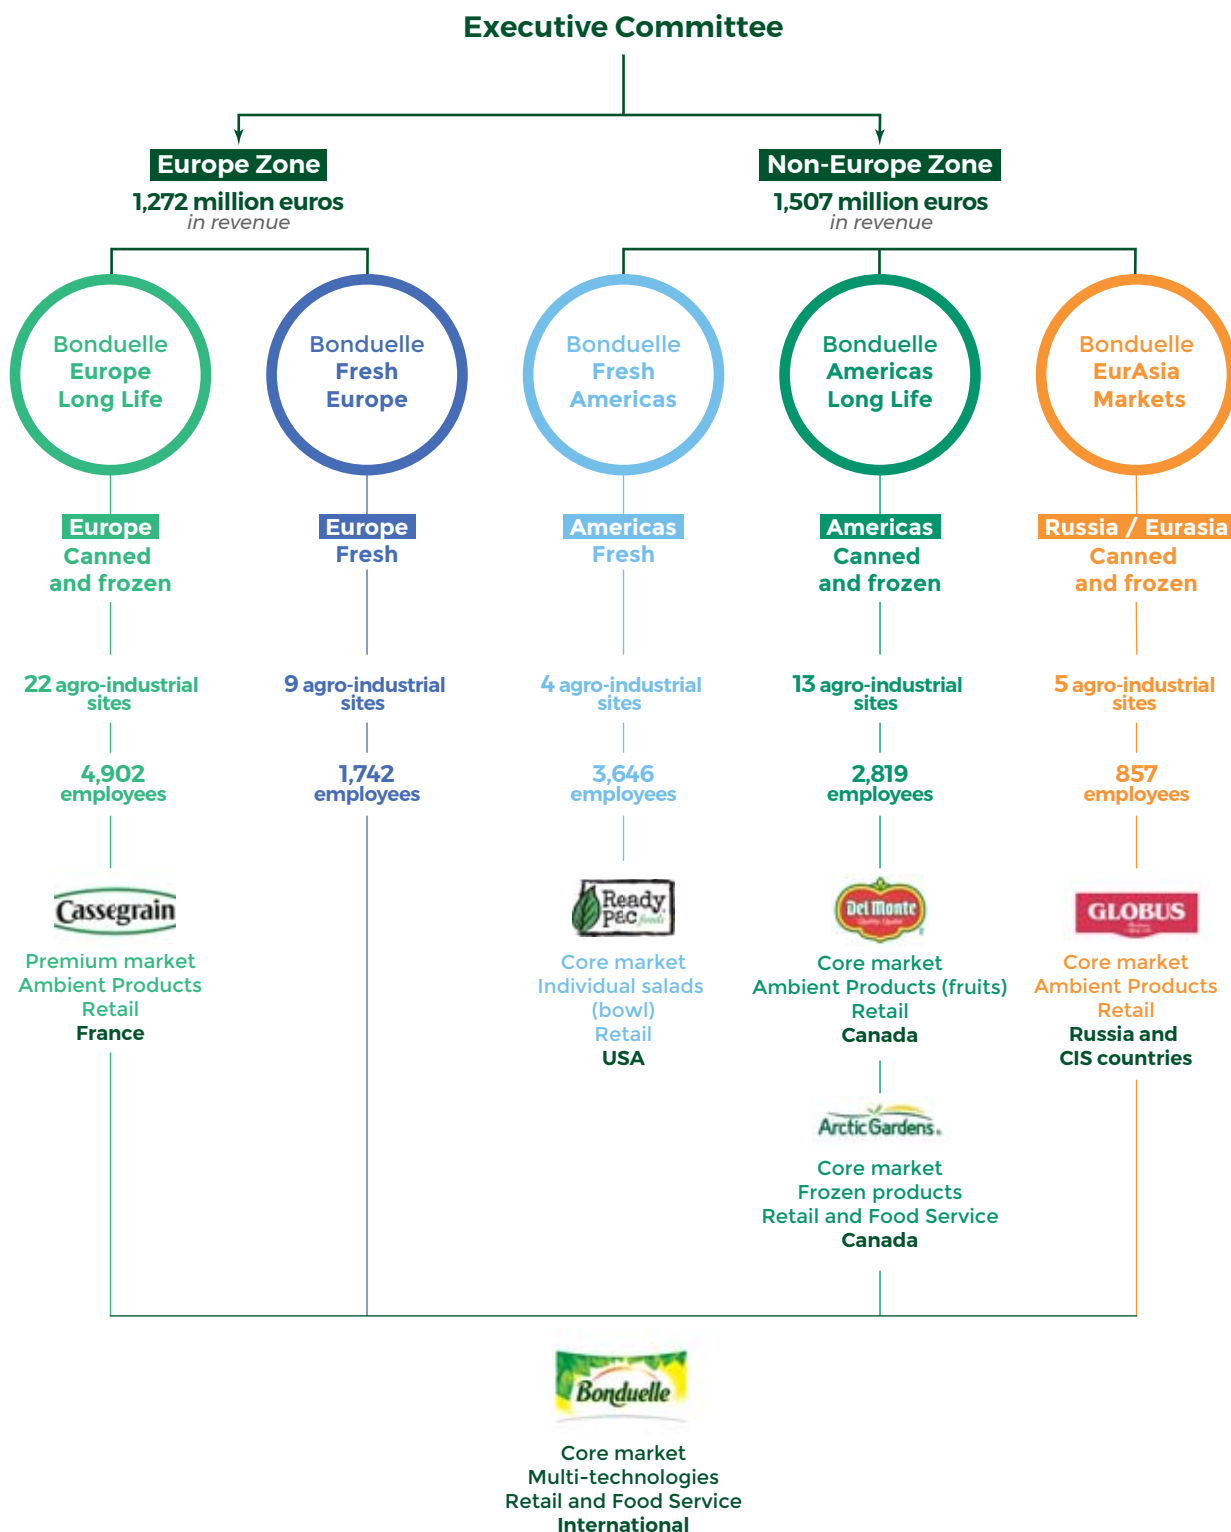 Executive Committee
Europe Zone
1,272 million euros
in revenue
Non-Europe Zone
1,507 million euros
in revenue
Bonduelle
Europe
Long Life
Bonduelle
Fresh
Europe
Bonduelle
Fresh
Americas
Bonduelle
Americas
Long Life
Bonduelle
EurAsia
Markets
Europe
Canned
and frozen
Europe
Fresh
Americas
Fresh
Americas
Canned
and frozen
Russia / Eurasia
Canned
and frozen
22 agro-industrial
sites
9 agro-industrial
sites
4 agro-industrial
sites
13 agro-industrial
sites
5 agro-industrial
sites
4,902
employees
1,742
employees
3,646
employees
2,819
employees
857
employees
Cassegrain
Premium market
Ambient Products
Retail
France
Ready
pac foods
Core market
Individual salads
(bowl)
Retail
USA
Del Monte
Quality
Core market
Ambient Products (fruits)
Retail
Canada
Arctic Gardens
Core market
Frozen products
Retail and Food Service
Canada
GLOBUS
Core market
Ambient Products
Retail
Russia and
CIS countries
Bonduelle
Core market
Multi-technologies
Retail and Food Service
International